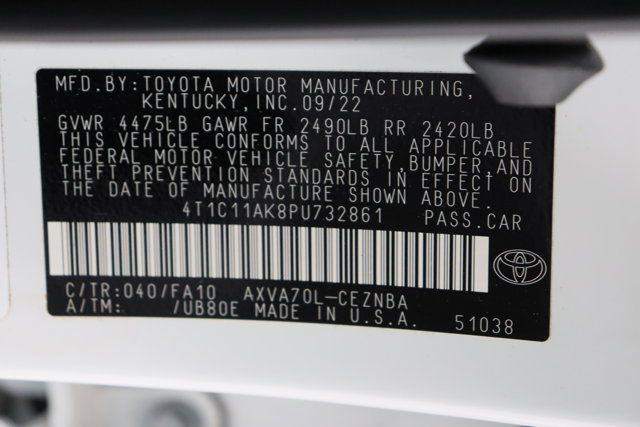 MFD.BY:TOYOTA MOTOR MANUFACTURING,
KENTUCKY,INC.09/22
GVWR 4475LB GAWR FR 2490LB RR 2420LB
THIS VEHICLE CONFORMS TO ALL APPLICABLE
FEDERAL MOTOR VEHICLE SAFETY,BUMPER,AND
THEFT PREVENTION STANDARDS IN EFFECT ON
THE DATE OF MANUFACTURE SHOWN ABOVE.
4T1C11AK8PU732861 PASS.CAR
C/TR:040/FA10 AXVA70L-CEZNBA
A/TM: /UB80E MADE IN U.S.A. 51038